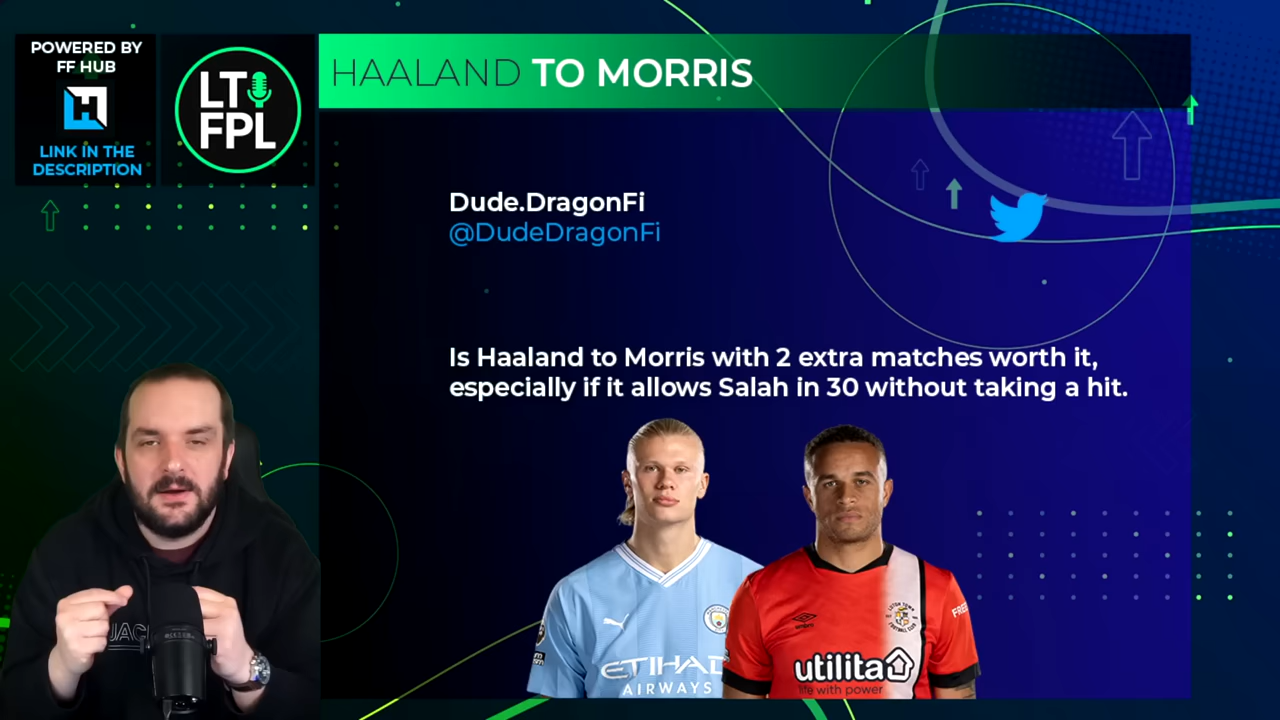 POWERED BY
FF HUB
LINK IN THE
DESCRIPTION
LT
FPL
HAALAND TO MORRIS
Dude.DragonFi
@DudeDragonFi
Is Haaland to Morris with 2 extra matches worth it,
especially if it allows Salah in 30 without taking a hit.
ETIHAD
AIRWAYS
umbro
utilita
life with power